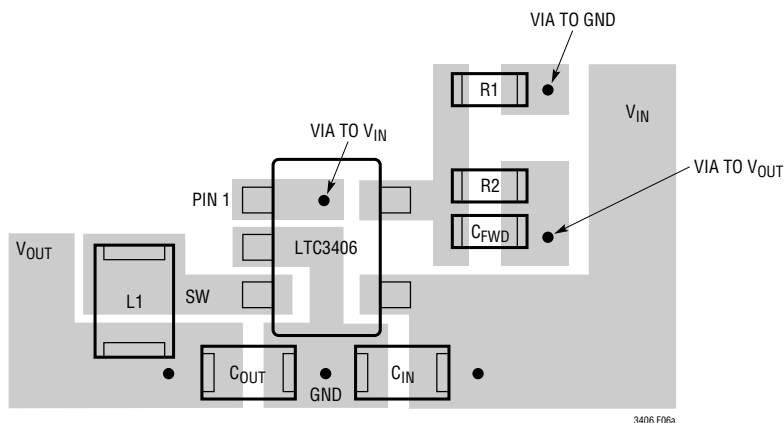 VIA TO GND
R1
VIN
VIA TO VIN
R2
VIA TO VOUT
PIN 1
CFWD
VOUT
LTC3406
L1
SW
COUT
GND
CIN
3406 F06a